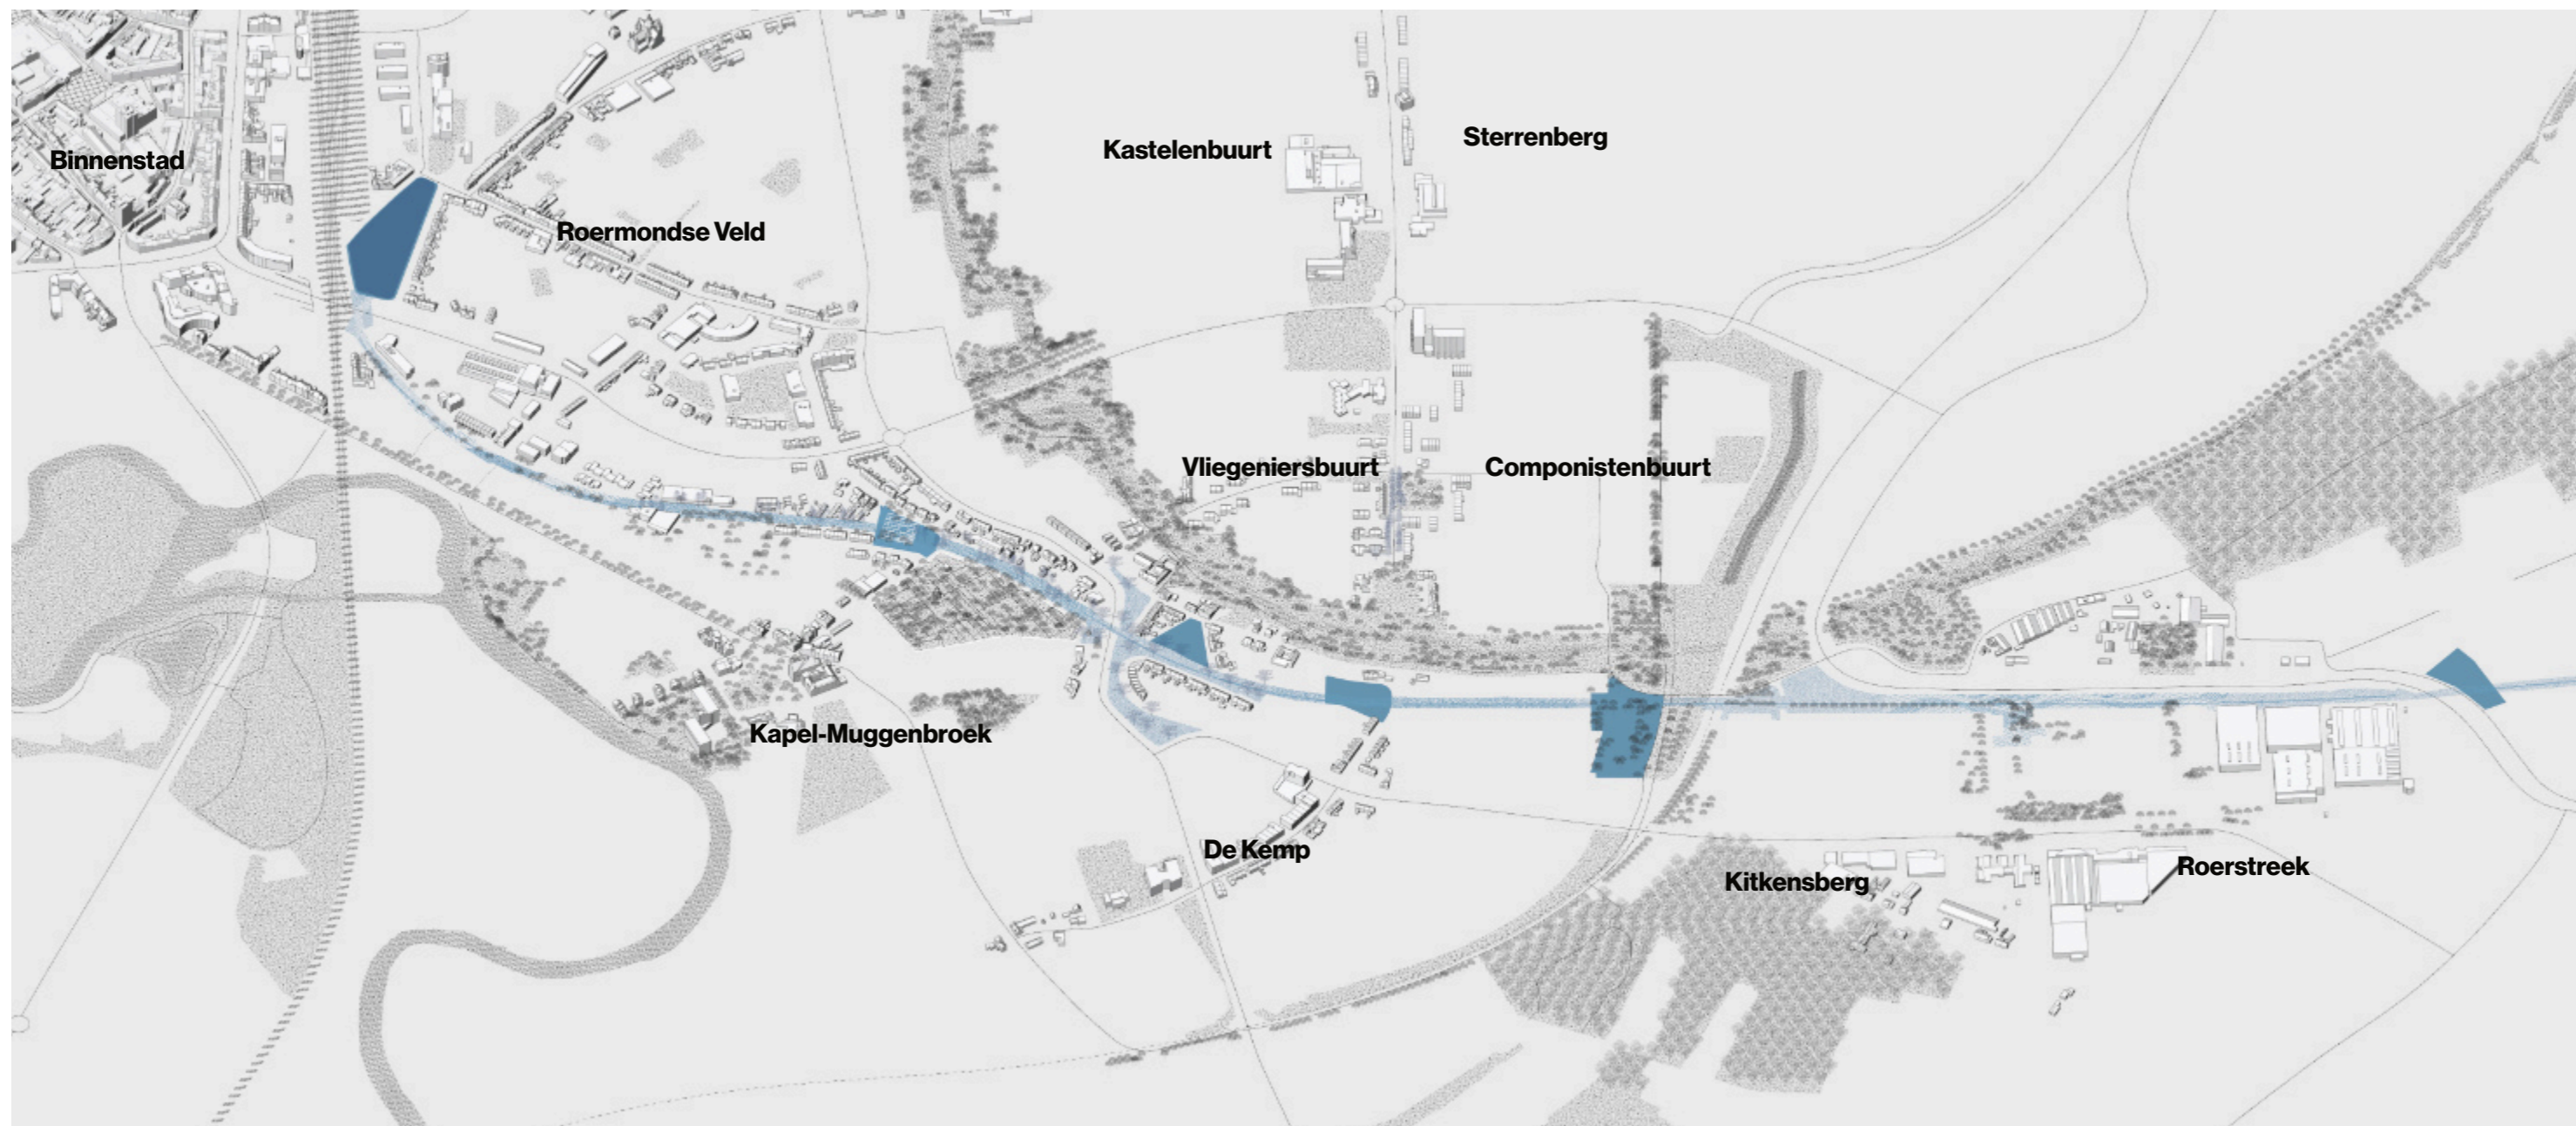 Binnenstad
Kastelenbuurt
Sterrenberg
Roermondse Veld
Vliegeniersbuurt
Componistenbuurt
Kapel-Muggenbroek
De Kemp
Kitkensberg
Roerstreek